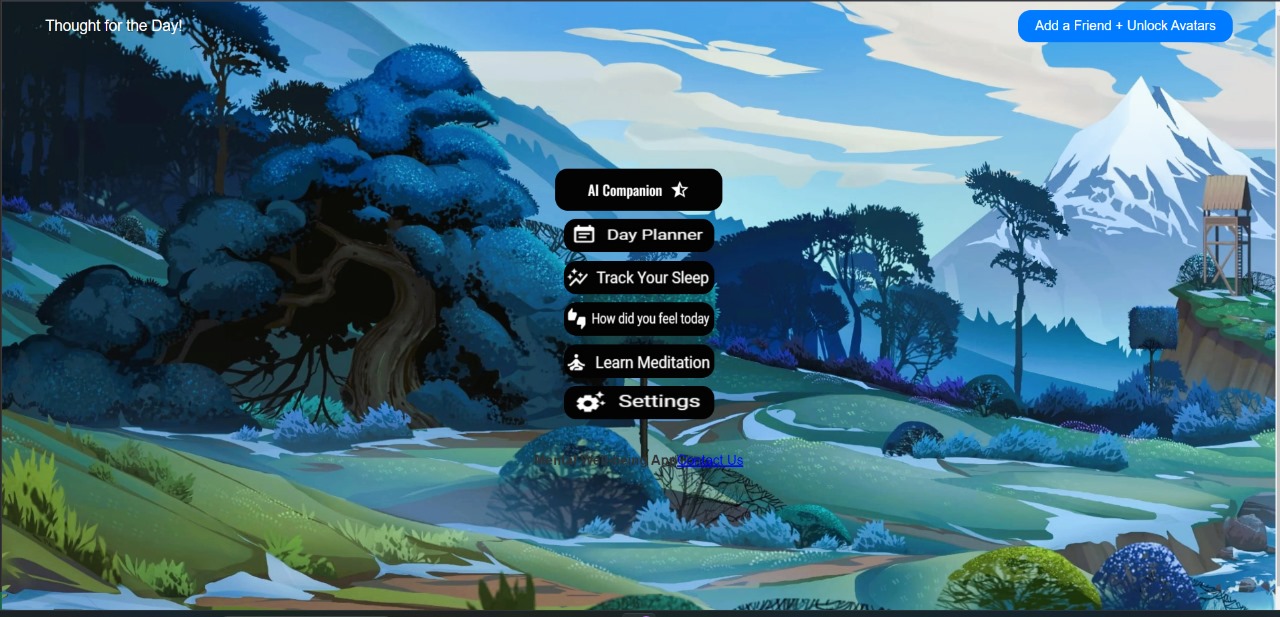 Thought for the Day!
Add a Friend + Unlock Avatars
AI Companion
Day Planner
Track Your Sleep
How did you feel today
Learn Meditation
Settings
App Contact Us